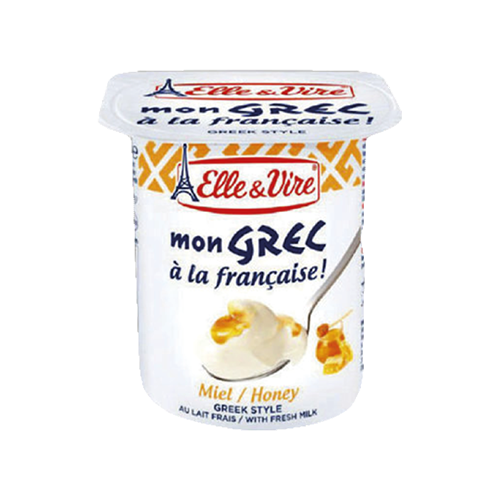 Elle & Vire
mon GREC
à la française!
GREEK STYLE
Elle & Vire
mon GREC
à la française!
Miel / Honey
GREEK STYLE
AU LAIT FRAIS / WITH FRESH MILK